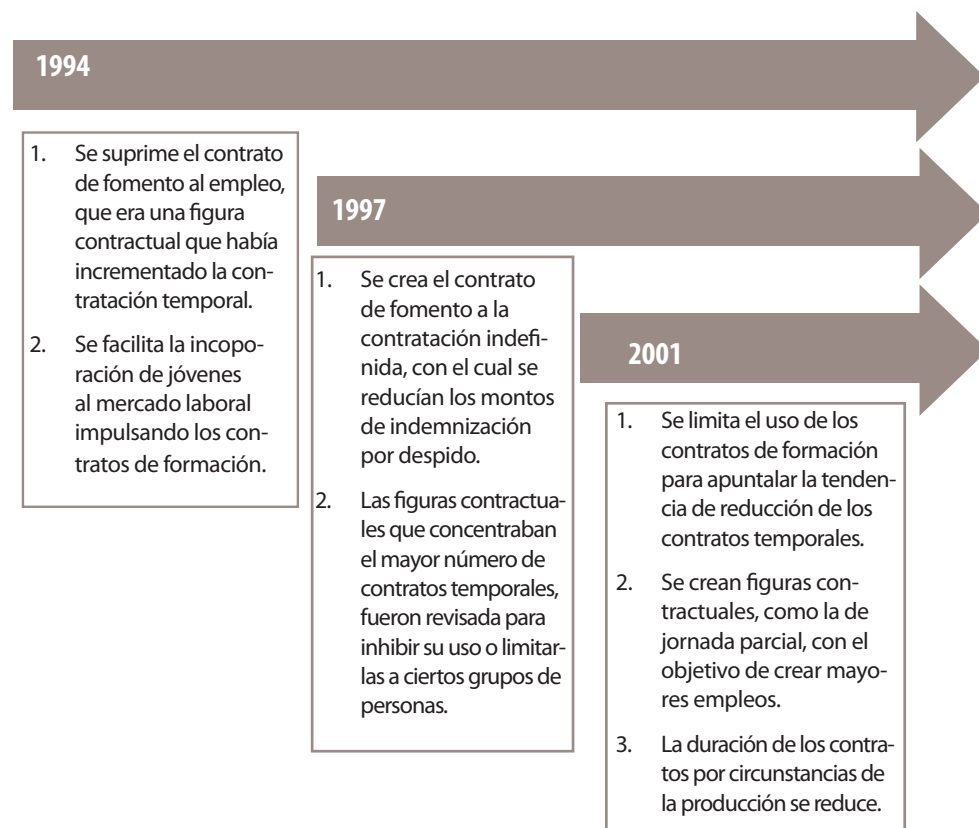 1994
1. Se suprime el contrato
de fomento al empleo,
que era una figura
contractual que había
incrementado la con-
tratación temporal.
2. Se facilita la incopo-
ración de jóvenes
al mercado laboral
impulsando los con-
tratos de formación.
1997
1. Se crea el contrato
de fomento a la
contratación indefi-
nida, con el cual se
reducían los montos
de indemnización
por despido.
2. Las figuras contractua-
les que concentraban
el mayor número de
contratos temporales,
fueron revisada para
inhibir su uso o limitar-
las a ciertos grupos de
personas.
2001
1. Se limita el uso de los
contratos de formación
para apuntalar la tenden-
cia de reducción de los
contratos temporales.
2. Se crean figuras con-
tractuales, como la de
jornada parcial, con el
objetivo de crear mayo-
res empleos.
3. La duración de los contra-
tos por circunstancias de
la producción se reduce.